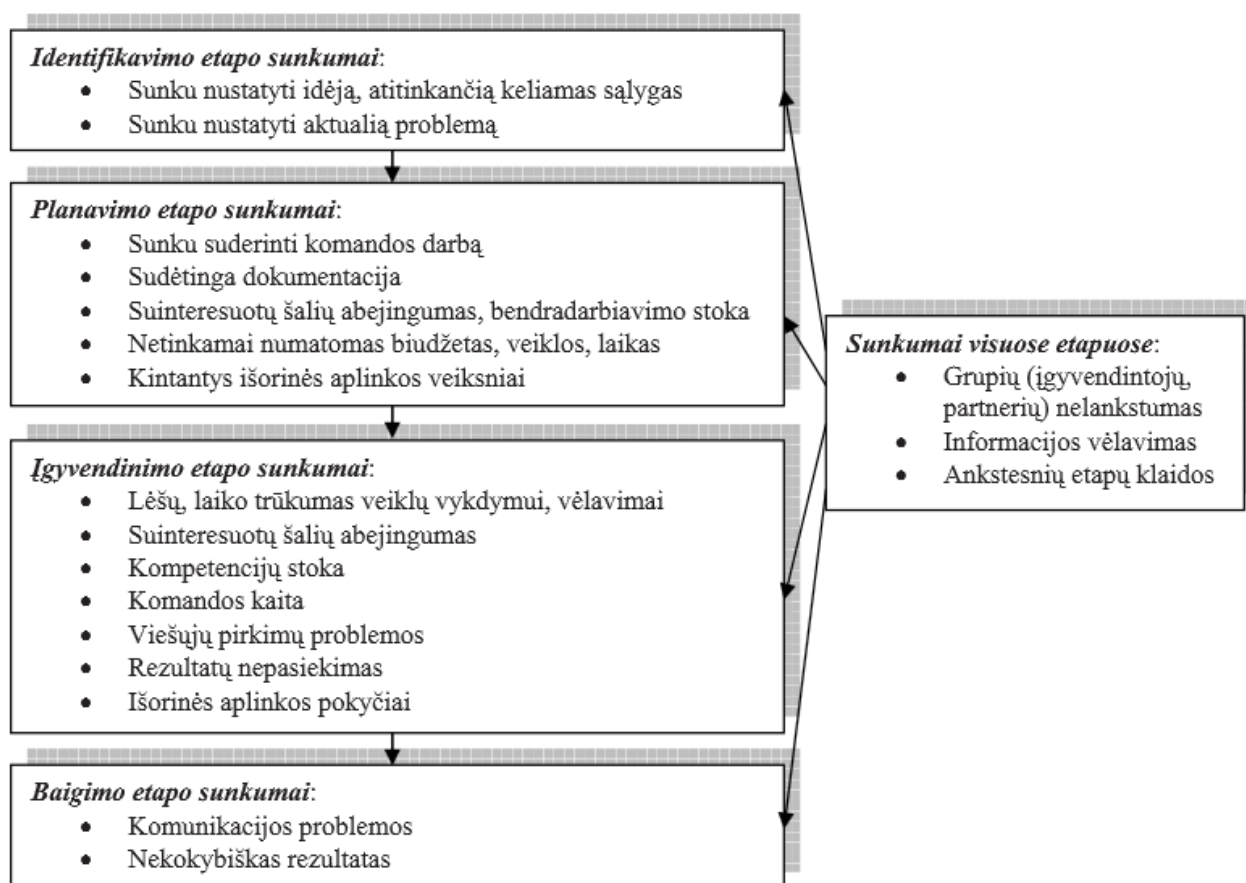 Identifikavimo etapo sunkumai:
• Sunku nustatyti idėją, atitinkančią keliamas sąlygas
• Sunku nustatyti aktualią problemą
Planavimo etapo sunkumai:
• Sunku suderinti komandos darbą
• Sudėtinga dokumentacija
• Suinteresuotų šalių abejingumas, bendradarbiavimo stoka
• Netinkamai numatomas biudžetas, veiklos, laikas
• Kintantys išorinės aplinkos veiksniai
Įgyvendinimo etapo sunkumai:
• Lėšų, laiko trūkumas veiklų vykdymui, vėlavimai
• Suinteresuotų šalių abejingumas
• Kompetencijų stoka
• Komandos kaita
• Viešųjų pirkimų problemos
• Rezultatų nepasiekimas
• Išorinės aplinkos pokyčiai
Baigimo etapo sunkumai:
• Komunikacijos problemos
• Nekokybiškas rezultatas
Sunkumai visuose etapuose:
• Grupių (įgyvendintojų,
partnerių) nelankstumas
• Informacijos vėlavimas
• Ankstesnių etapų klaidos